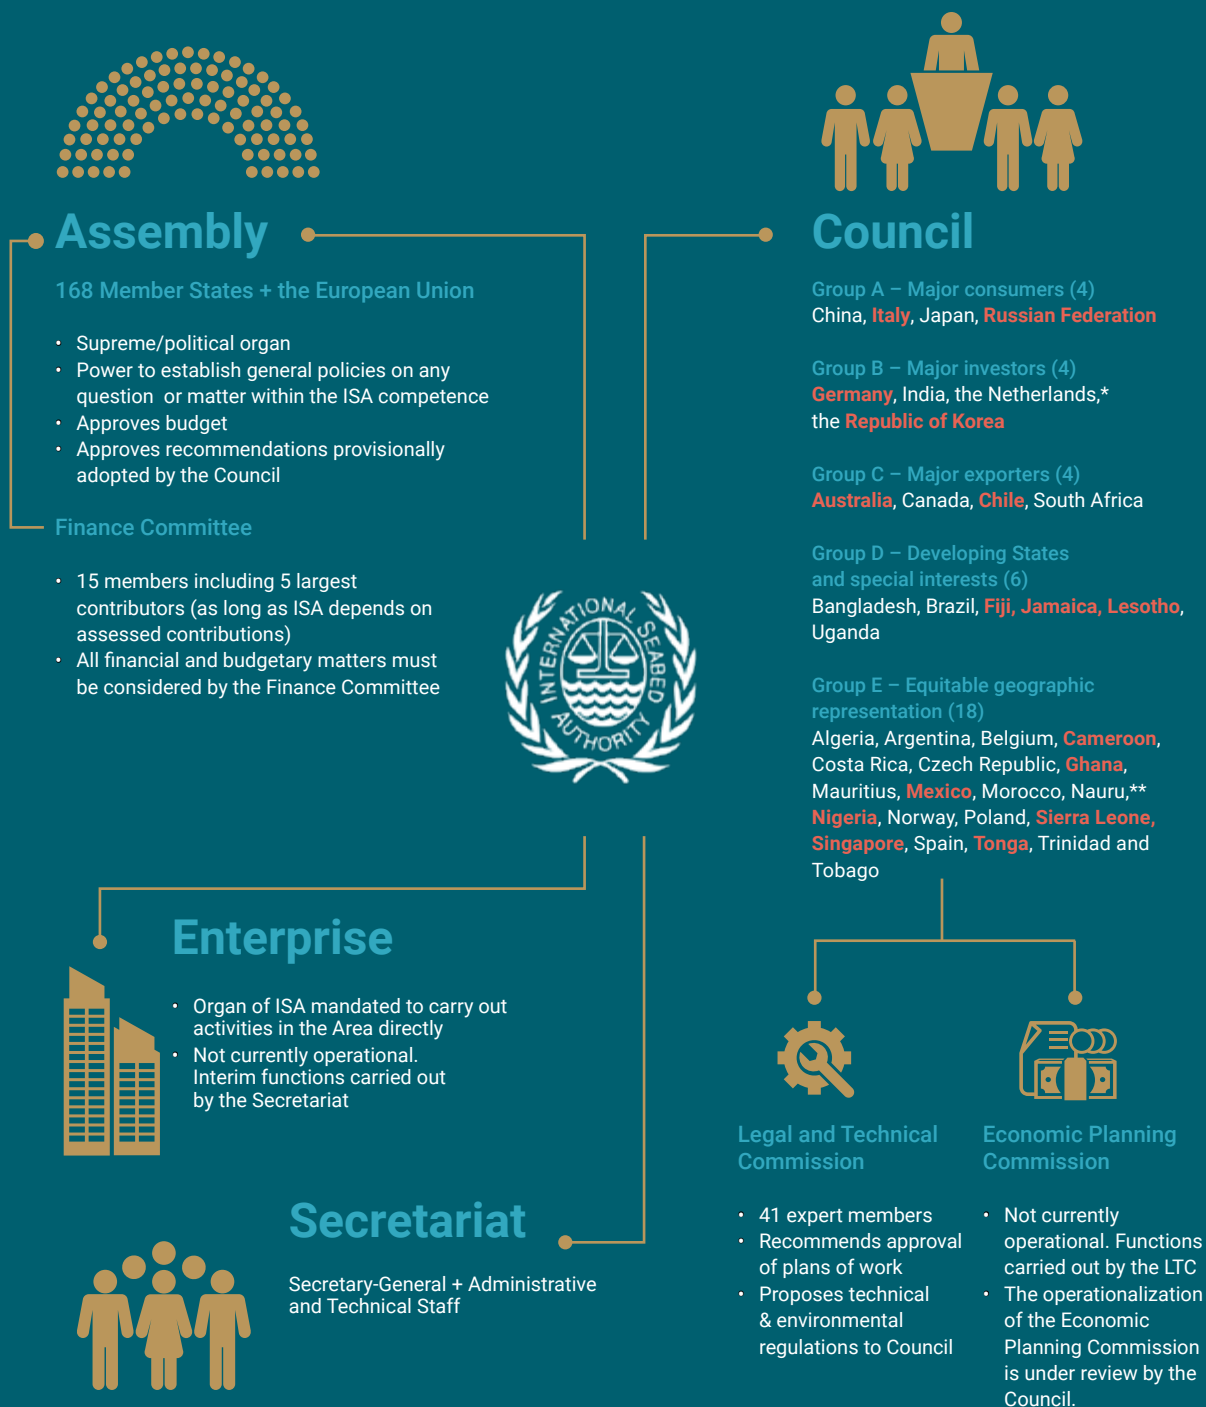 Assembly
168 Member States + the European Union
• Supreme/political organ
• Power to establish general policies on any
question or matter within the ISA competence
• Approves budget
• Approves recommendations provisionally
adopted by the Council
Finance Committee
• 15 members including 5 largest
contributors (as long as ISA depends on
assessed contributions)
• All financial and budgetary matters must
be considered by the Finance Committee
Council
Group A – Major consumers (4)
China, Italy, Japan, Russian Federation
Group B – Major investors (4)
Germany, India, the Netherlands,*
the Republic of Korea
Group C – Major exporters (4)
Australia, Canada, Chile, South Africa
Group D – Developing States
and special interests (6)
Bangladesh, Brazil, Fiji, Jamaica, Lesotho,
Uganda
Group E – Equitable geographic
representation (18)
Algeria, Argentina, Belgium, Cameroon,
Costa Rica, Czech Republic, Ghana,
Mauritius, Mexico, Morocco, Nauru,**
Nigeria, Norway, Poland, Sierra Leone,
Singapore, Spain, Tonga, Trinidad and
Tobago
INTERNATIONAL SEABED
AUTHORITY
Enterprise
• Organ of ISA mandated to carry out
activities in the Area directly
• Not currently operational.
Interim functions carried out
by the Secretariat
Secretariat
Secretary-General + Administrative
and Technical Staff
Legal and Technical
Commission
• 41 expert members
• Recommends approval
of plans of work
• Proposes technical
& environmental
regulations to Council
Economic Planning
Commission
• Not currently
operational. Functions
carried out by the LTC
• The operationalization
of the Economic
Planning Commission
is under review by the
Council.